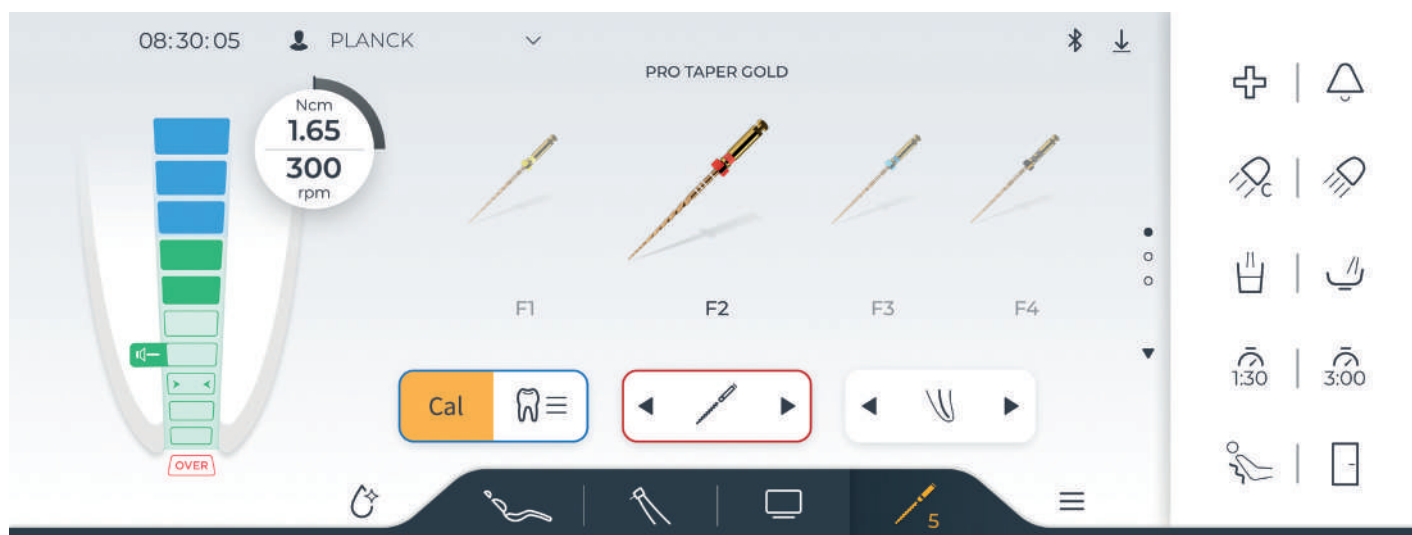 08:30:05 PLANCK
PRO TAPER GOLD
Ncm
1.65
300
rpm
F1 F2 F3 F4
Cal
OVER
5
C
1:30 3:00